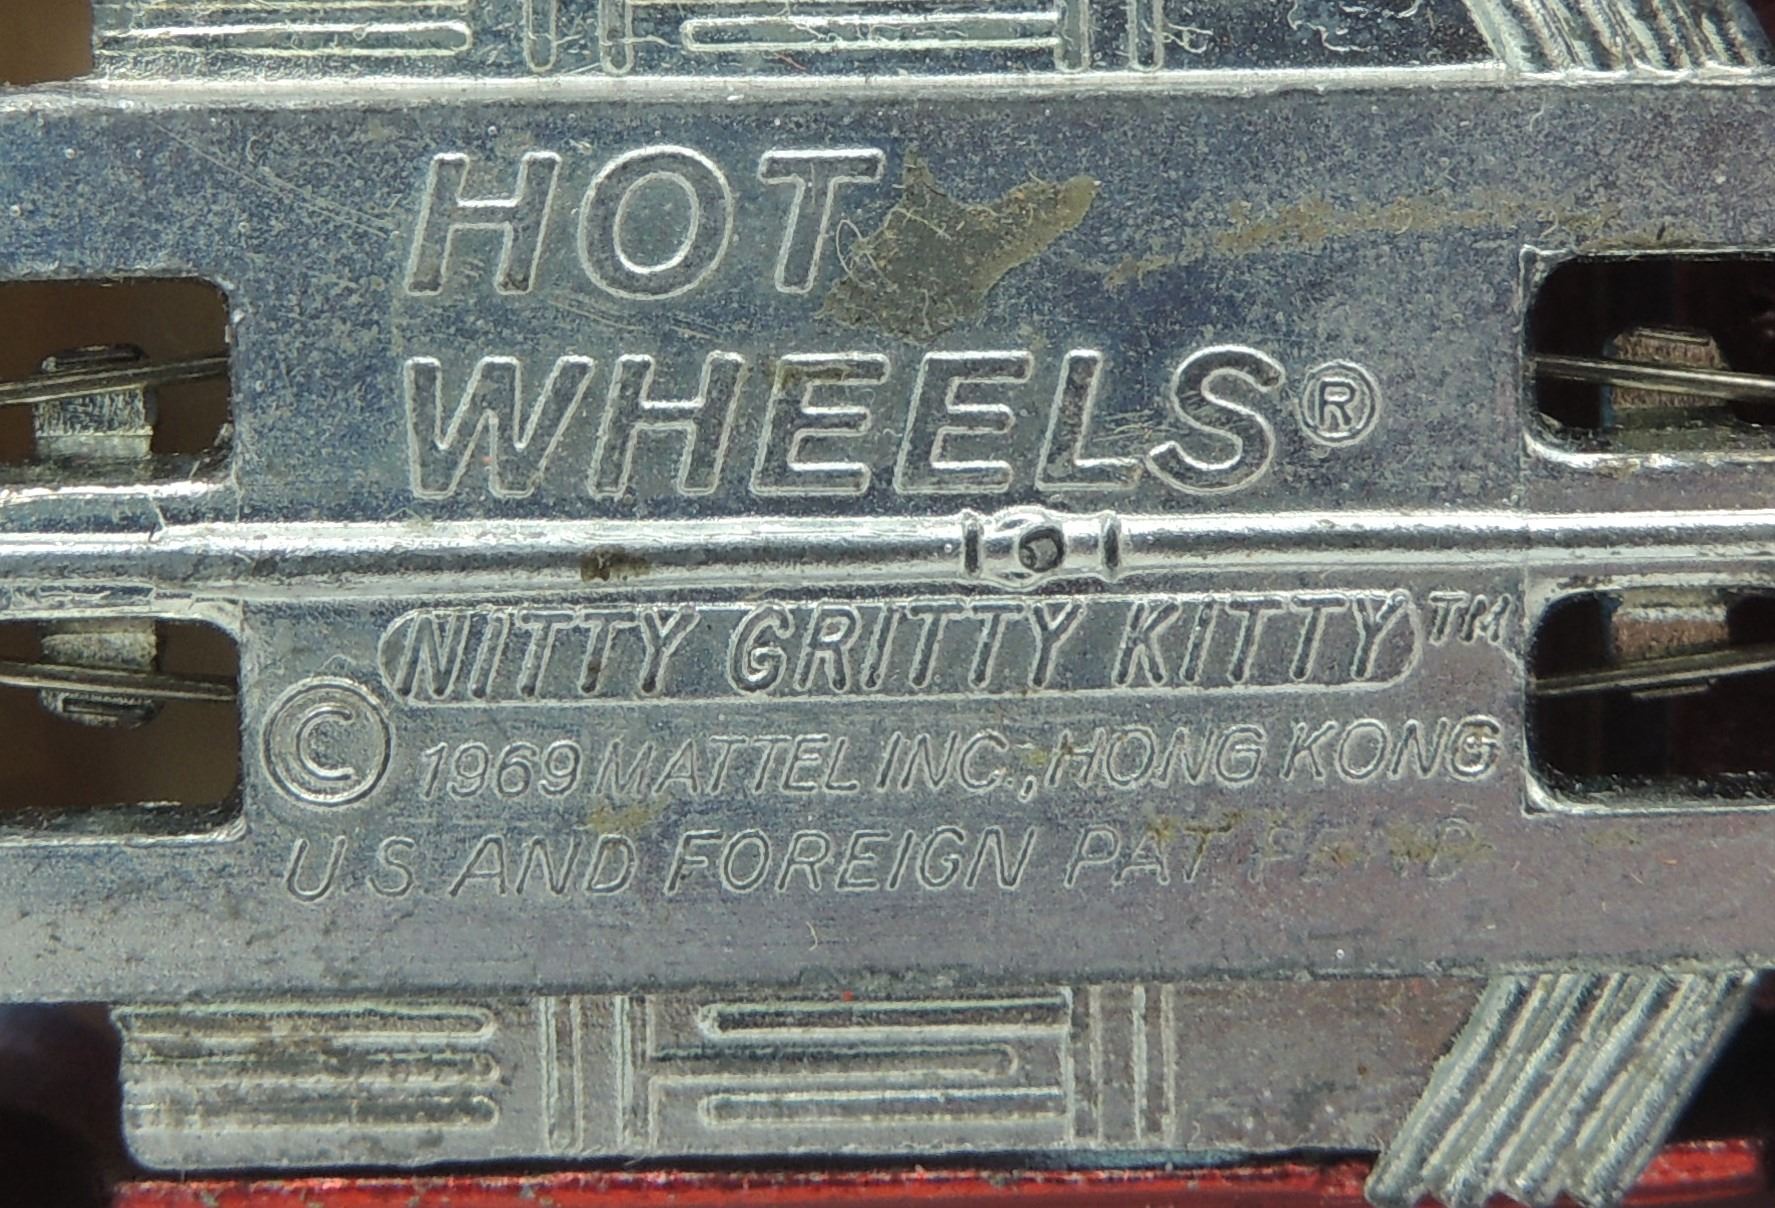 HOT
WHEELS®
NITTY GRITTY KITTY™
© 1969 MATTEL INC., HONG KONG
U.S. AND FOREIGN PAT